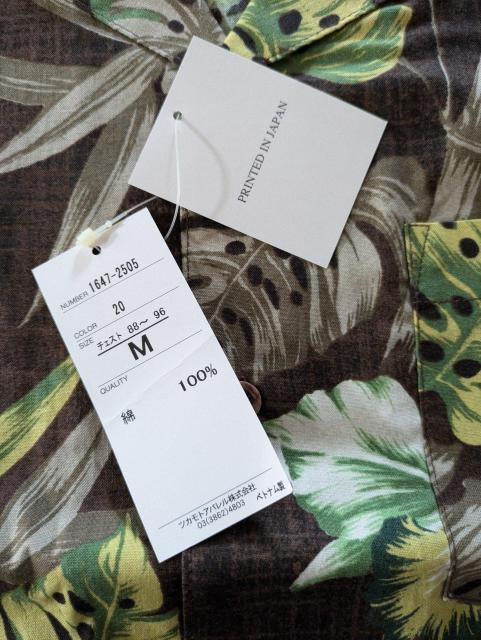 PRINTED IN JAPAN
NUMBER 1647-2505
COLOR 20
SIZE チェスト 88～ 96
M
QUALITY
綿 100%
ツカモトアパレル株式会社
03(3862)4803 ベトナム製